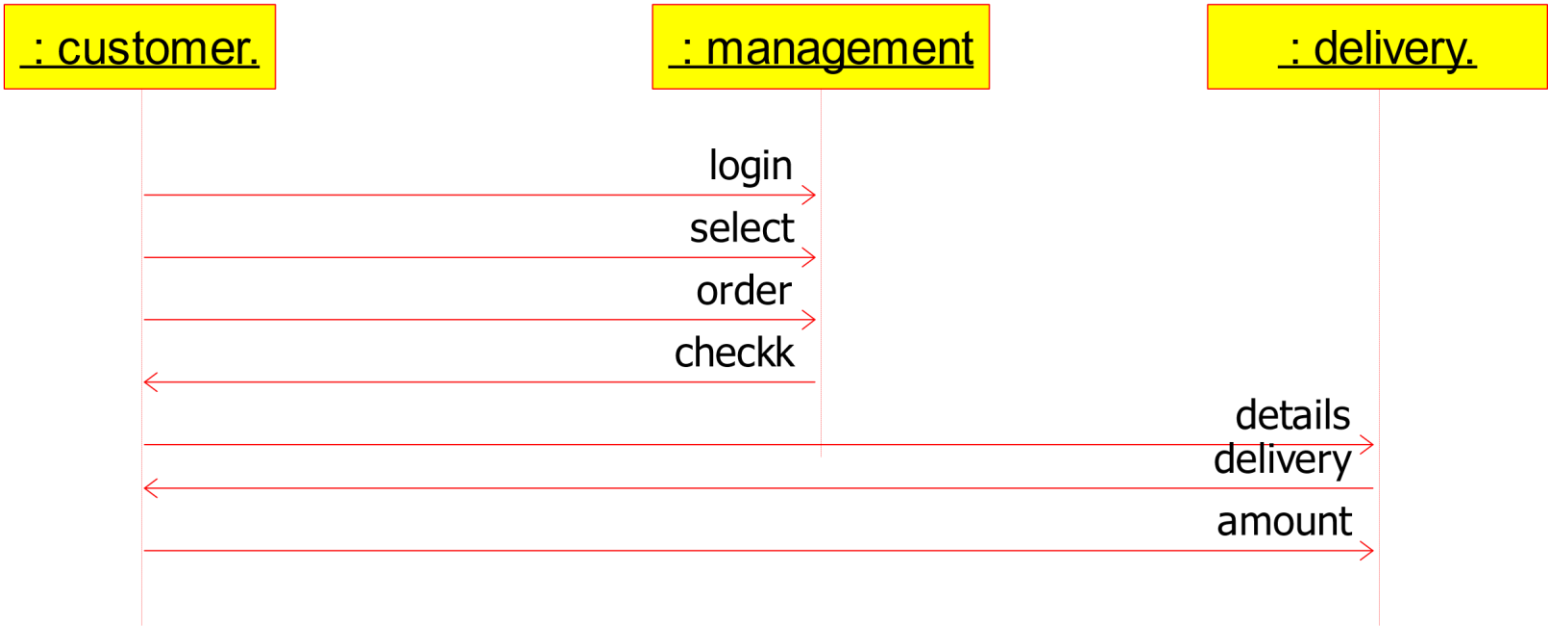 : customer.
: management
: delivery.
login
select
order
checkk
details
delivery
amount